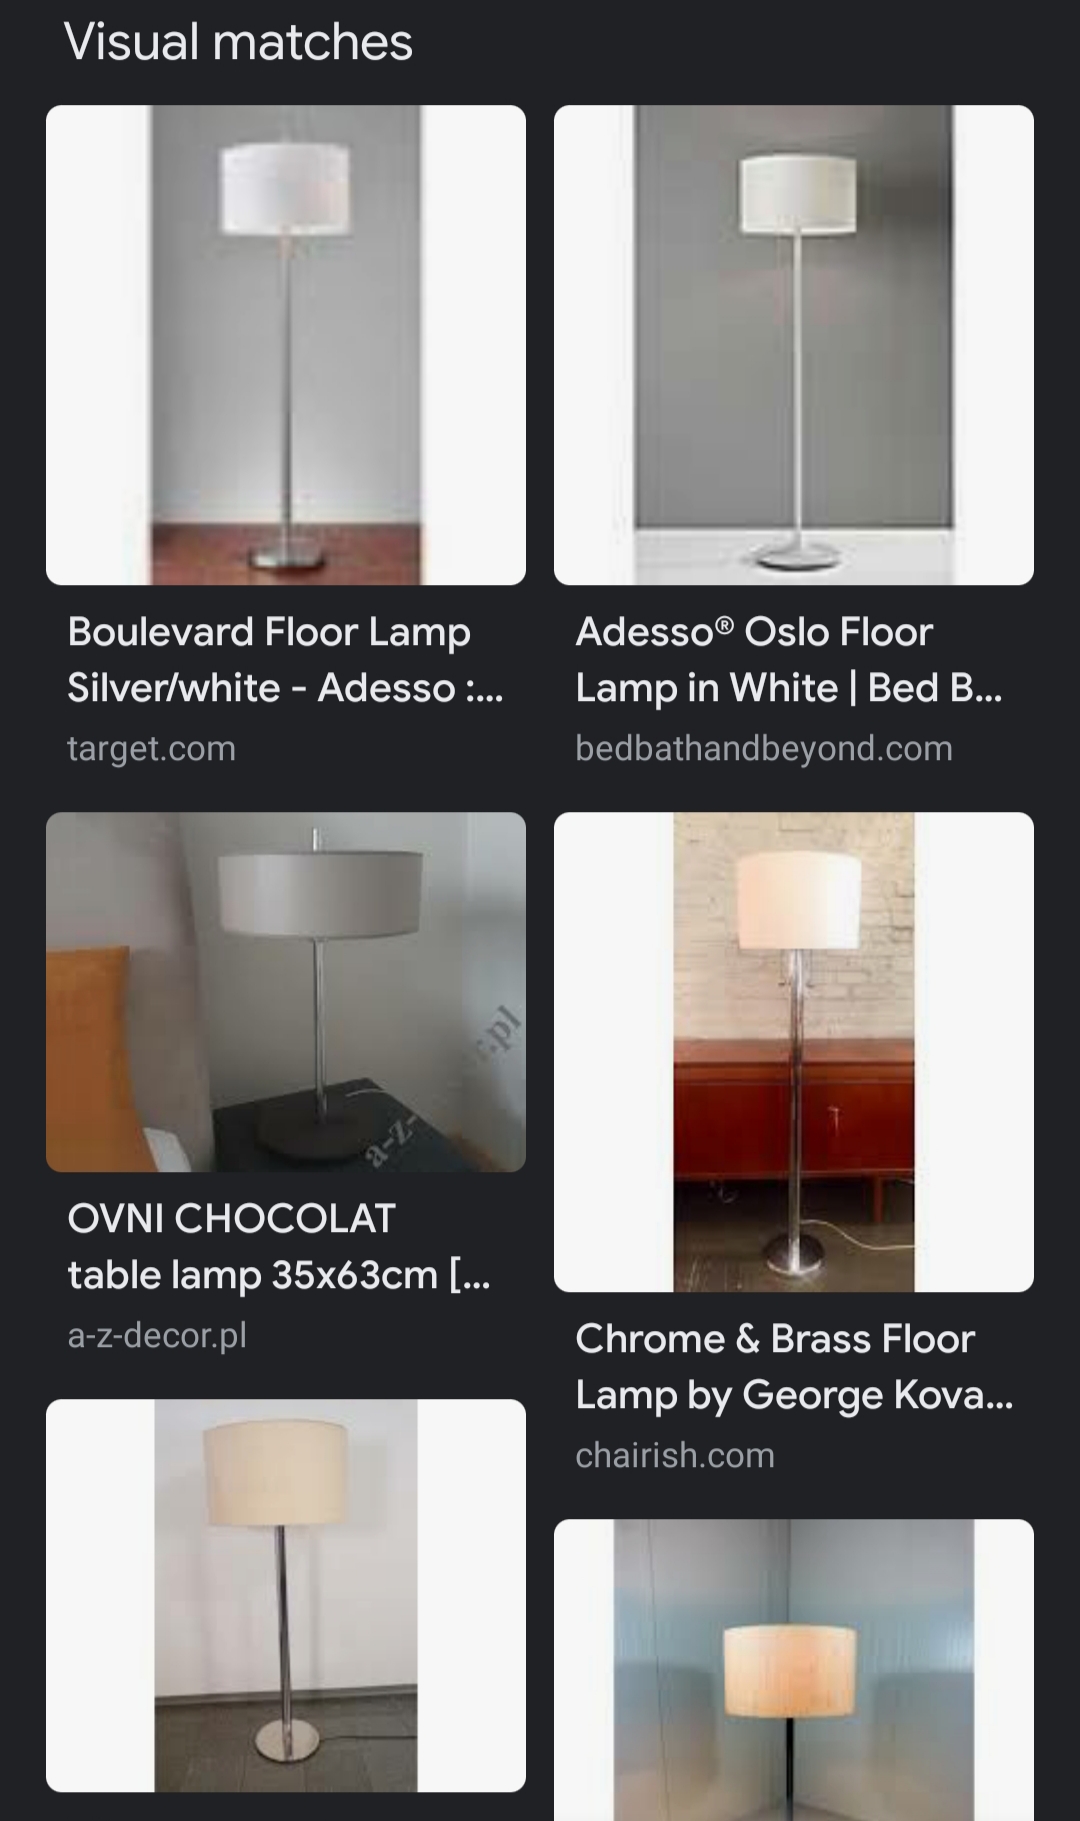 Visual matches
Boulevard Floor Lamp
Silver/white - Adesso :...
target.com
Adesso® Oslo Floor
Lamp in White | Bed B...
bedbathandbeyond.com
a-z-
.pl
OVNI CHOCOLAT
table lamp 35x63cm [...
a-z-decor.pl
Chrome & Brass Floor
Lamp by George Kova...
chairish.com